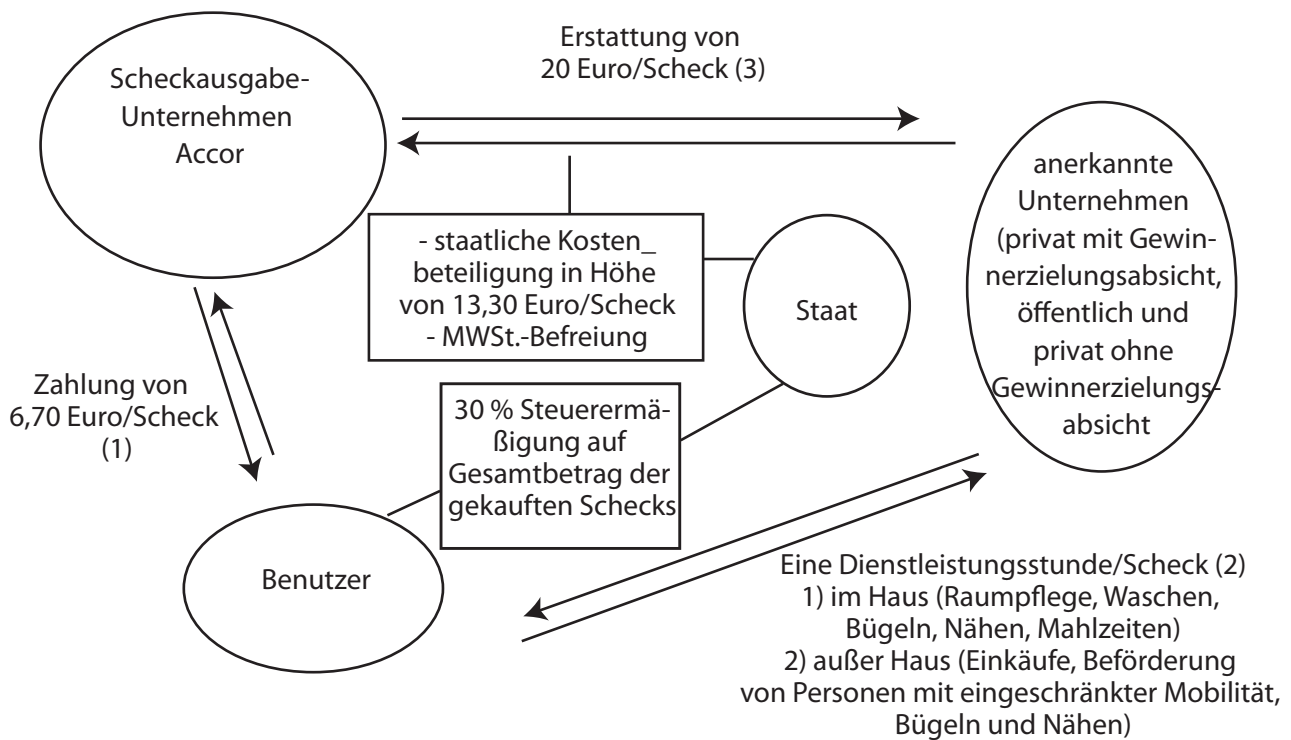 Erstattung von
20 Euro/Scheck (3)
Scheckausgabe-
Unternehmen
Accor
anerkannte
Unternehmen
(privat mit Gewin-
nerzielungsabsicht,
öffentlich und
privat ohne
Gewinnerzielungs-
absicht
- staatliche Kosten_
beteiligung in Höhe
von 13,30 Euro/Scheck
- MWSt.-Befreiung
Staat
Zahlung von
6,70 Euro/Scheck
(1)
30 % Steuerermä-
ßigung auf
Gesamtbetrag der
gekauften Schecks
Benutzer
Eine Dienstleistungsstunde/Scheck (2)
1) im Haus (Raumpflege, Waschen,
Bügeln, Nähen, Mahlzeiten)
2) außer Haus (Einkäufe, Beförderung
von Personen mit eingeschränkter Mobilität,
Bügeln und Nähen)